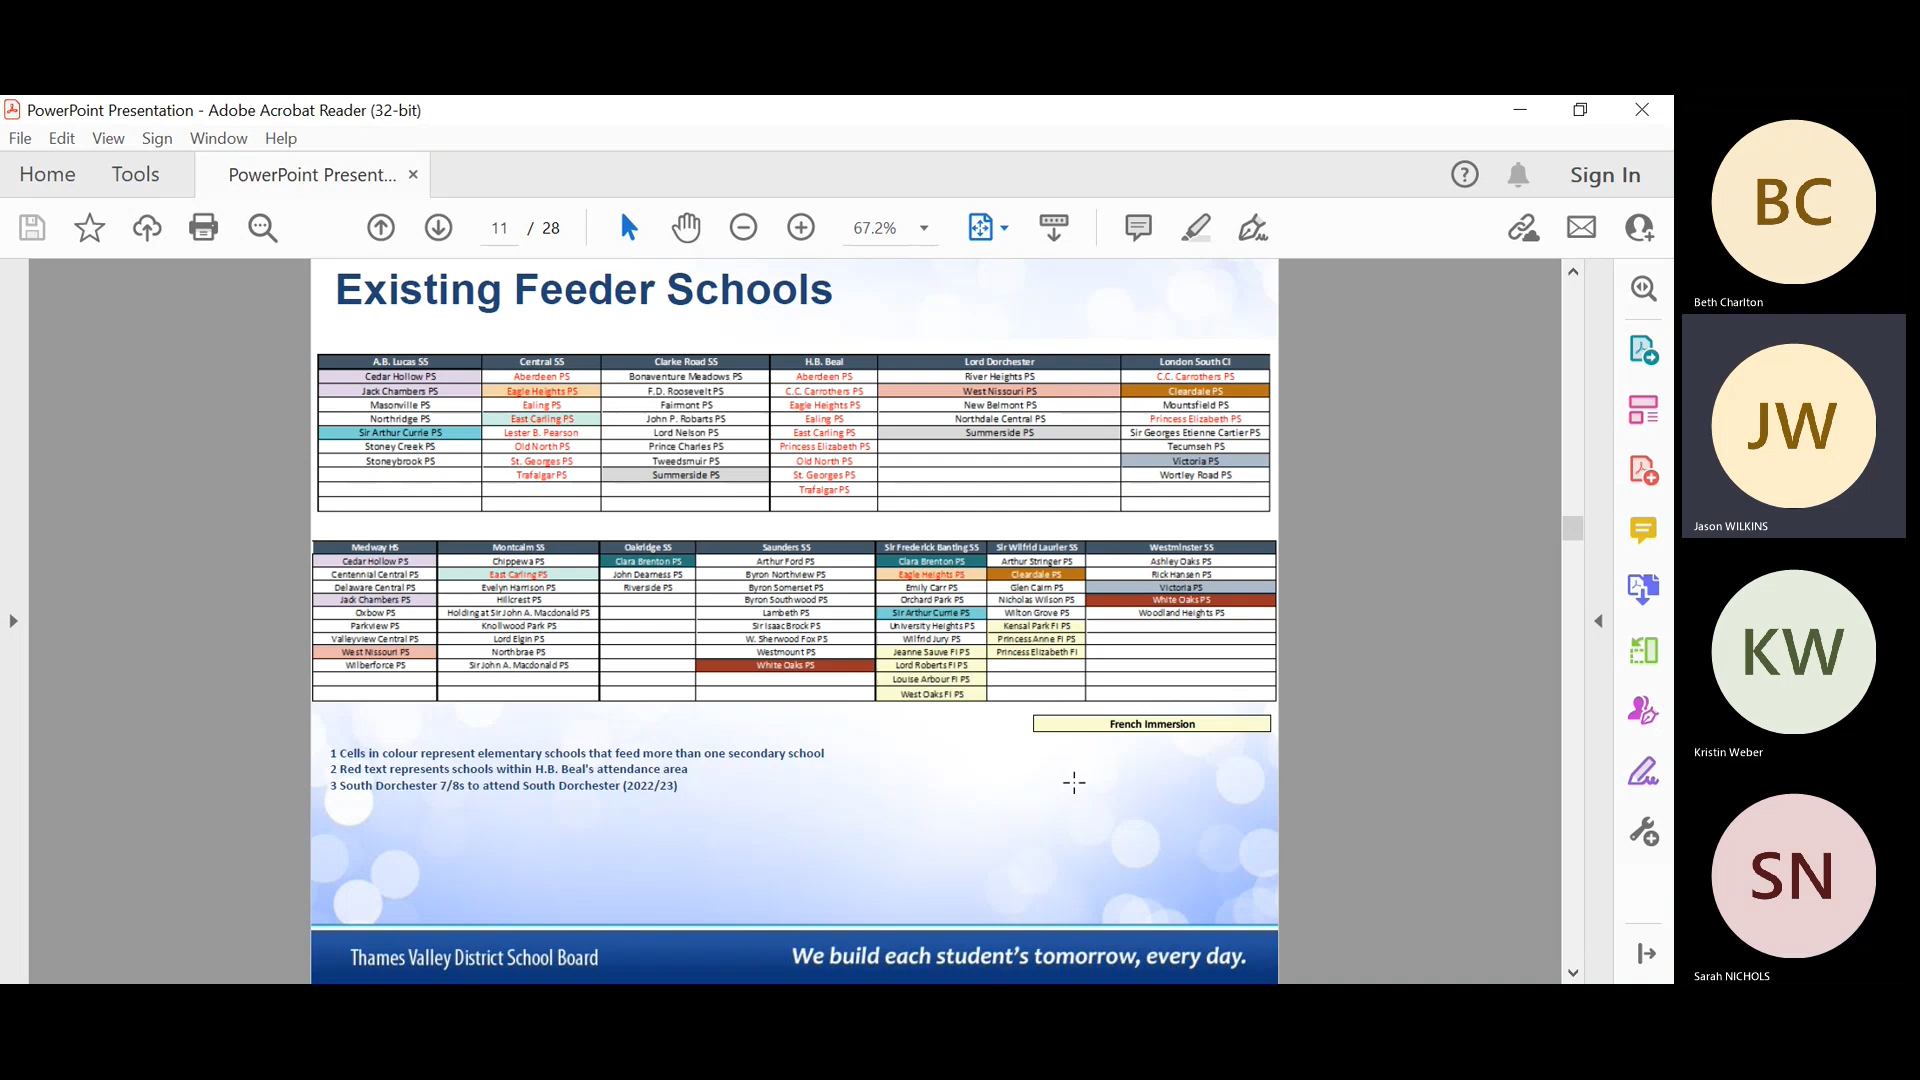 PowerPoint Presentation - Adobe Acrobat Reader (32-bit)
File Edit View Sign Window Help
Home Tools PowerPoint Present... Sign In
11 / 28 67.2%
Existing Feeder Schools
A.B. Lucas SS Central SS Clarke Road SS H.B. Beal Lord Dorchester London South CI
Cedar Hollow PS Aberdeen PS Bonaventure Meadows PS Aberdeen PS River Heights PS C.C. Carrothers PS
Jack Chambers PS Eagle Heights PS F.D. Roosevelt PS C.C. Carrothers PS West Nissouri PS Cleardale PS
Masonville PS Ealing PS Fairmont PS Eagle Heights PS New Belmont PS Mountsfield PS
Northridge PS East Carling PS John P. Robarts PS Ealing PS Northdale Central PS Princess Elizabeth PS
Sir Arthur Currie PS Lester B. Pearson Lord Nelson PS East Carling PS Summerside PS Sir Georges Etienne Cartier PS
Stoney Creek PS Old North PS Prince Charles PS Princess Elizabeth PS Tecumseh PS
Stoneybrook PS St. Georges PS Tweedsmuir PS Old North PS Victoria PS
Trafalgar PS Summerside PS St. Georges PS Wortley Road PS
Trafalgar PS
Medway HS Montcalm SS Oakridge SS Saunders SS Sir Frederick Banting SS Sir Wilfrid Laurier SS Westminster SS
Cedar Hollow PS Chippewa PS Clara Brenton PS Arthur Ford PS Clara Brenton PS Arthur Stringer PS Ashley Oaks PS
Centennial Central PS East Carling PS John Dearness PS Byron Northview PS Eagle Heights PS Cleardale PS Rick Hansen PS
Delaware Central PS Evelyn Harrison PS Riverside PS Byron Somerset PS Emily Carr PS Glen Cairn PS Victoria PS
Jack Chambers PS Hillcrest PS Byron Southwood PS Orchard Park PS Nicholas Wilson PS White Oaks PS
Oxbow PS Holding at Sir John A. Macdonald PS Lambeth PS Sir Arthur Currie PS Wilton Grove PS Woodland Heights PS
Parkview PS Knollwood Park PS Sir Isaac Brock PS University Heights PS Kensal Park FI PS
Valleyview Central PS Lord Elgin PS W. Sherwood Fox PS Wilfrid Jury PS Princess Anne FI PS
West Nissouri PS Northbrae PS Westmount PS Jeanne Sauve FI PS Princess Elizabeth FI
Wilberforce PS Sir John A. Macdonald PS White Oaks PS Lord Roberts FI PS
Louise Arbour FI PS
West Oaks FI PS
French Immersion
1 Cells in colour represent elementary schools that feed more than one secondary school
2 Red text represents schools within H.B. Beal's attendance area
3 South Dorchester 7/8s to attend South Dorchester (2022/23)
Thames Valley District School Board We build each student's tomorrow, every day.
BC
Beth Charlton
JW
Jason WILKINS
KW
Kristin Weber
SN
Sarah NICHOLS